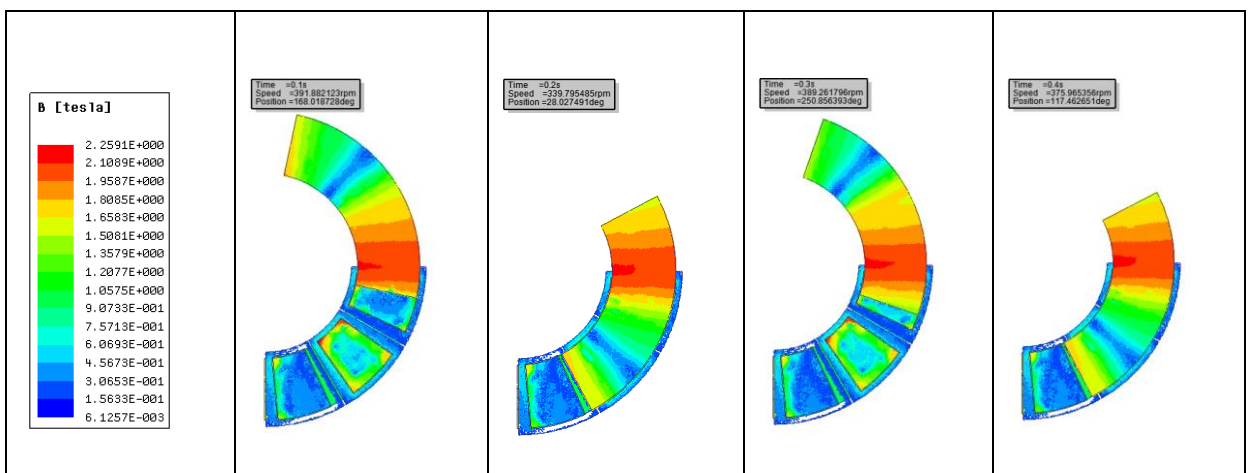 B [tesla]
2.2591E+000
2.1089E+000
1.9587E+000
1.8085E+000
1.6583E+000
1.5081E+000
1.3579E+000
1.2077E+000
1.0575E+000
9.0733E-001
7.5713E-001
6.0693E-001
4.5673E-001
3.0653E-001
1.5633E-001
6.1257E-003
Time =0.1s
Speed =391.882123rpm
Position =168.018728deg
Time =0.2s
Speed =339.795485rpm
Position =28.027491deg
Time =0.3s
Speed =389.261796rpm
Position =250.856393deg
Time =0.4s
Speed =375.965356rpm
Position =117.462651deg